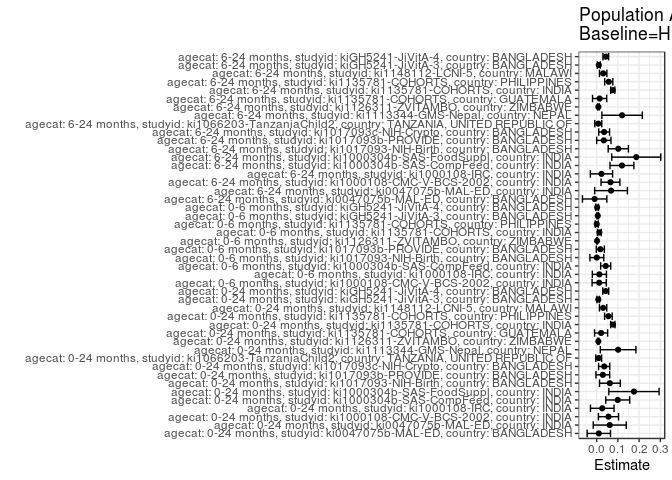 Population A
Baseline=H
agecat: 6-24 months, studyid: kiGH5241-JiVitA-4, country: BANGLADESH
agecat: 6-24 months, studyid: kiGH5241-JiVitA-3, country: BANGLADESH
agecat: 6-24 months, studyid: ki1148112-LCNI-5, country: MALAWI
agecat: 6-24 months, studyid: ki1135781-COHORTS, country: PHILIPPINES
agecat: 6-24 months, studyid: ki1135781-COHORTS, country: INDIA
agecat: 6-24 months, studyid: ki1135781-COHORTS, country: GUATEMALA
agecat: 6-24 months, studyid: ki1126311-ZVITAMBO, country: ZIMBABWE
agecat: 6-24 months, studyid: ki1113344-GMS-Nepal, country: NEPAL
agecat: 6-24 months, studyid: ki1066203-TanzaniaChild2, country: TANZANIA, UNITED REPUBLIC OF
agecat: 6-24 months, studyid: ki1017093c-NIH-Crypto, country: BANGLADESH
agecat: 6-24 months, studyid: ki1017093b-PROVIDE, country: BANGLADESH
agecat: 6-24 months, studyid: ki1017093-NIH-Birth, country: BANGLADESH
agecat: 6-24 months, studyid: ki1000304b-SAS-FoodSuppl, country: INDIA
agecat: 6-24 months, studyid: ki1000304b-SAS-CompFeed, country: INDIA
agecat: 6-24 months, studyid: ki1000108-IRC, country: INDIA
agecat: 6-24 months, studyid: ki1000108-CMC-V-BCS-2002, country: INDIA
agecat: 6-24 months, studyid: ki0047075b-MAL-ED, country: INDIA
agecat: 6-24 months, studyid: ki0047075b-MAL-ED, country: BANGLADESH
agecat: 0-6 months, studyid: kiGH5241-JiVitA-4, country: BANGLADESH
agecat: 0-6 months, studyid: kiGH5241-JiVitA-3, country: BANGLADESH
agecat: 0-6 months, studyid: ki1135781-COHORTS, country: PHILIPPINES
agecat: 0-6 months, studyid: ki1135781-COHORTS, country: INDIA
agecat: 0-6 months, studyid: ki1126311-ZVITAMBO, country: ZIMBABWE
agecat: 0-6 months, studyid: ki1017093b-PROVIDE, country: BANGLADESH
agecat: 0-6 months, studyid: ki1017093-NIH-Birth, country: BANGLADESH
agecat: 0-6 months, studyid: ki1000304b-SAS-CompFeed, country: INDIA
agecat: 0-6 months, studyid: ki1000108-IRC, country: INDIA
agecat: 0-6 months, studyid: ki1000108-CMC-V-BCS-2002, country: INDIA
agecat: 0-24 months, studyid: kiGH5241-JiVitA-4, country: BANGLADESH
agecat: 0-24 months, studyid: kiGH5241-JiVitA-3, country: BANGLADESH
agecat: 0-24 months, studyid: ki1148112-LCNI-5, country: MALAWI
agecat: 0-24 months, studyid: ki1135781-COHORTS, country: PHILIPPINES
agecat: 0-24 months, studyid: ki1135781-COHORTS, country: INDIA
agecat: 0-24 months, studyid: ki1135781-COHORTS, country: GUATEMALA
agecat: 0-24 months, studyid: ki1126311-ZVITAMBO, country: ZIMBABWE
agecat: 0-24 months, studyid: ki1113344-GMS-Nepal, country: NEPAL
agecat: 0-24 months, studyid: ki1066203-TanzaniaChild2, country: TANZANIA, UNITED REPUBLIC OF
agecat: 0-24 months, studyid: ki1017093c-NIH-Crypto, country: BANGLADESH
agecat: 0-24 months, studyid: ki1017093b-PROVIDE, country: BANGLADESH
agecat: 0-24 months, studyid: ki1017093-NIH-Birth, country: BANGLADESH
agecat: 0-24 months, studyid: ki1000304b-SAS-FoodSuppl, country: INDIA
agecat: 0-24 months, studyid: ki1000304b-SAS-CompFeed, country: INDIA
agecat: 0-24 months, studyid: ki1000108-IRC, country: INDIA
agecat: 0-24 months, studyid: ki1000108-CMC-V-BCS-2002, country: INDIA
agecat: 0-24 months, studyid: ki0047075b-MAL-ED, country: INDIA
agecat: 0-24 months, studyid: ki0047075b-MAL-ED, country: BANGLADESH
0.0 0.1 0.2 0.3
Estimate